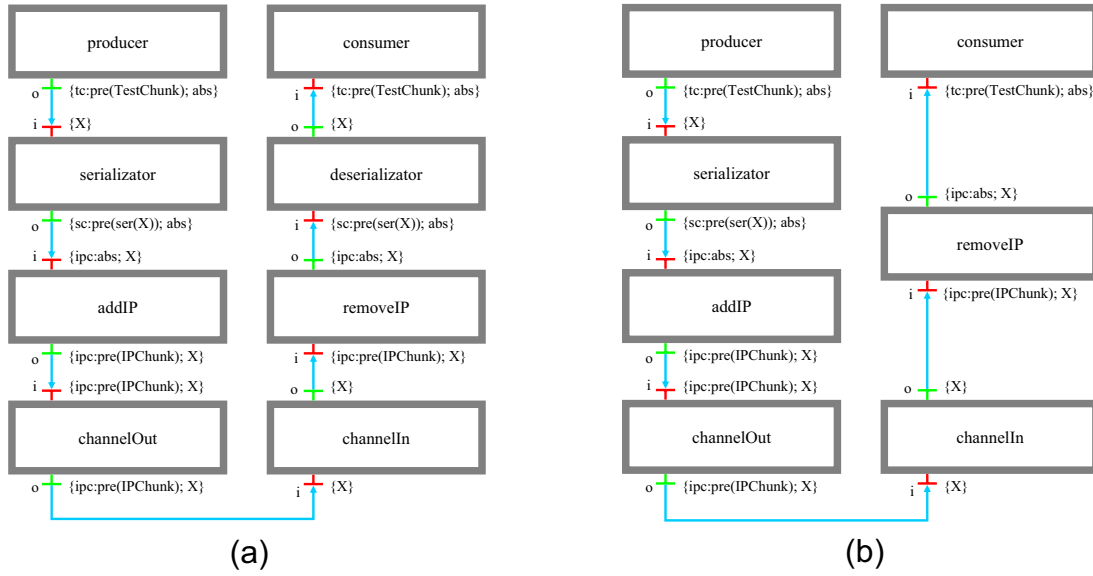 producer
o {tc:pre(TestChunk); abs}
i {X}
serializator
o {sc:pre(ser(X)); abs}
i {ipc:abs; X}
addIP
o {ipc:pre(IPChunk); X}
i {ipc:pre(IPChunk); X}
channelOut
o {ipc:pre(IPChunk); X}
consumer
i {tc:pre(TestChunk); abs}
o {X}
deserializator
i {sc:pre(ser(X)); abs}
o {ipc:abs; X}
removeIP
i {ipc:pre(IPChunk); X}
o {X}
channelIn
i {X}
(a)
producer
o {tc:pre(TestChunk); abs}
i {X}
serializator
o {sc:pre(ser(X)); abs}
i {ipc:abs; X}
addIP
o {ipc:pre(IPChunk); X}
i {ipc:pre(IPChunk); X}
channelOut
o {ipc:pre(IPChunk); X}
consumer
i {tc:pre(TestChunk); abs}
o {ipc:abs; X}
removeIP
i {ipc:pre(IPChunk); X}
o {X}
channelIn
i {X}
(b)